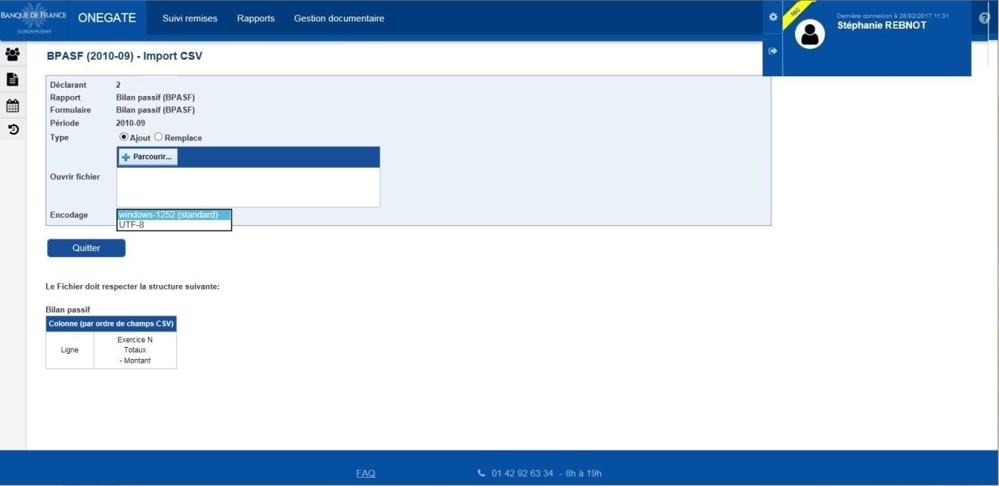 BANQUE DE FRANCE
EUROSYSTÈME
ONEGATE
Suivi remises
Rapports
Gestion documentaire
rec
Dernière connexion à 28/02/2017 11:31
Stéphanie REBNOT
BPASF (2010-09) - Import CSV
Déclarant 2
Rapport Bilan passif (BPASF)
Formulaire Bilan passif (BPASF)
Période 2010-09
Type Ajout Remplace
Parcourir...
Ouvrir fichier
Encodage windows-1252 (standard)
UTF-8
Quitter
Le Fichier doit respecter la structure suivante:
Bilan passif
Colonne (par ordre de champs CSV)
Ligne
Exercice N
Totaux
- Montant
FAQ
01 42 92 63 34 - 8h à 19h